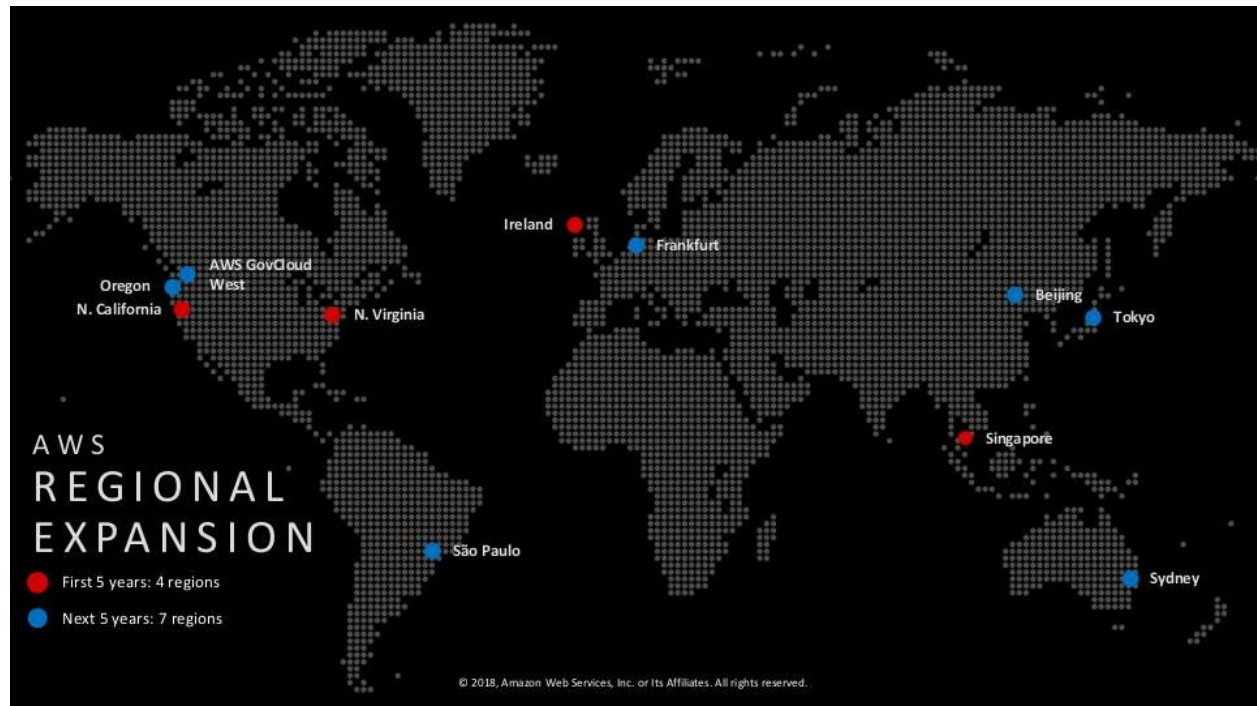 Ireland
Frankfurt
AWS GovCloud
West
Oregon
N. California
N. Virginia
Beijing
Tokyo
Singapore
AWS
REGIONAL
EXPANSION
São Paulo
Sydney
First 5 years: 4 regions
Next 5 years: 7 regions
© 2018, Amazon Web Services, Inc. or Its Affiliates. All rights reserved.